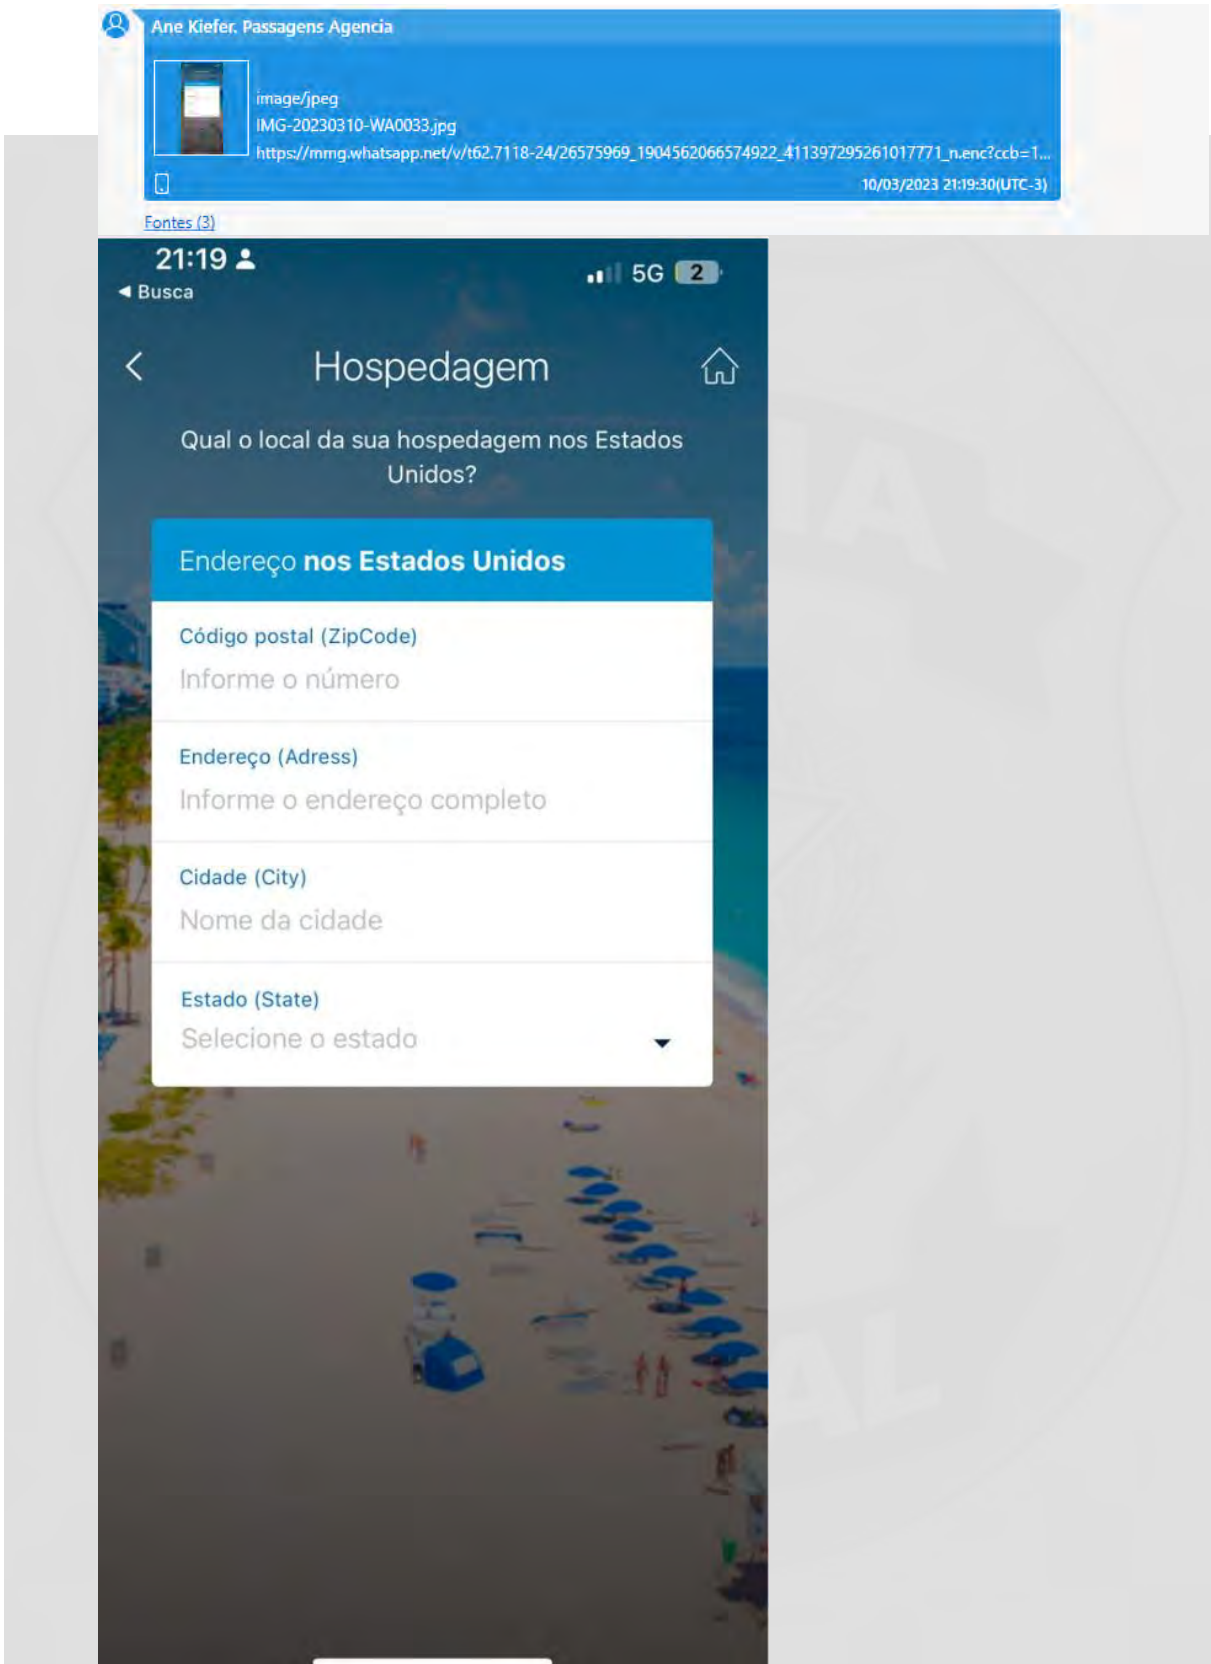 Ane Kiefer. Passagens Agencia
image/jpeg
IMG-20230310-WA0033.jpg
https://mmg.whatsapp.net/v/t62.7118-24/26575969_1904562066574922_411397295261017771_n.enc?ccb=1...
10/03/2023 21:19:30(UTC-3)
Fontes (3)
21:19
5G 2
Busca
Hospedagem
Qual o local da sua hospedagem nos Estados
Unidos?
Endereço nos Estados Unidos
Código postal (ZipCode)
Informe o número
Endereço (Adress)
Informe o endereço completo
Cidade (City)
Nome da cidade
Estado (State)
Selecione o estado